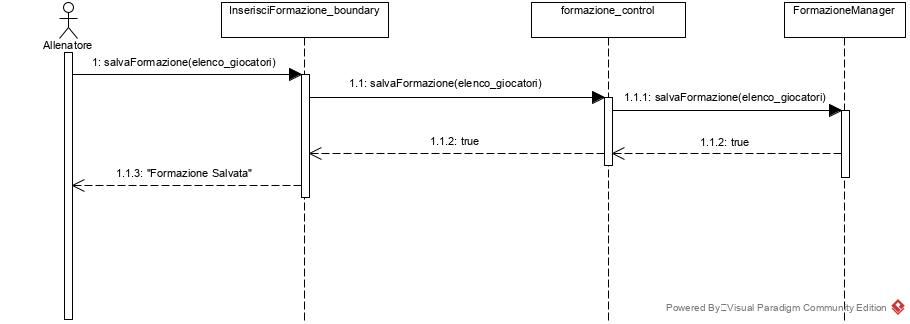 InserisciFormazione_boundary
formazione_control
FormazioneManager
Allenatore
1: salvaFormazione(elenco_giocatori)
1.1: salvaFormazione(elenco_giocatori)
1.1.1: salvaFormazione(elenco_giocatori)
1.1.2: true
1.1.2: true
1.1.3: "Formazione Salvata"
Powered By Visual Paradigm Community Edition